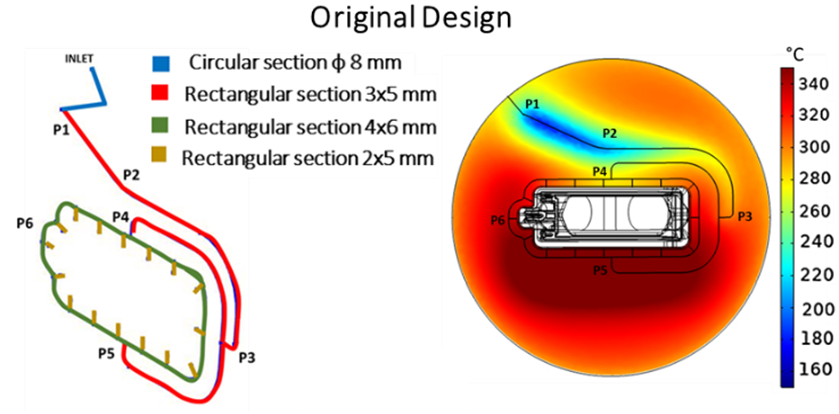 Original Design
INLET
Circular section ϕ 8 mm
Rectangular section 3x5 mm
Rectangular section 4x6 mm
Rectangular section 2x5 mm
P1
P2
P4
P6
P5
P3
P1
P2
P4
P6
P3
P5
°C
340
320
300
280
260
240
220
200
180
160